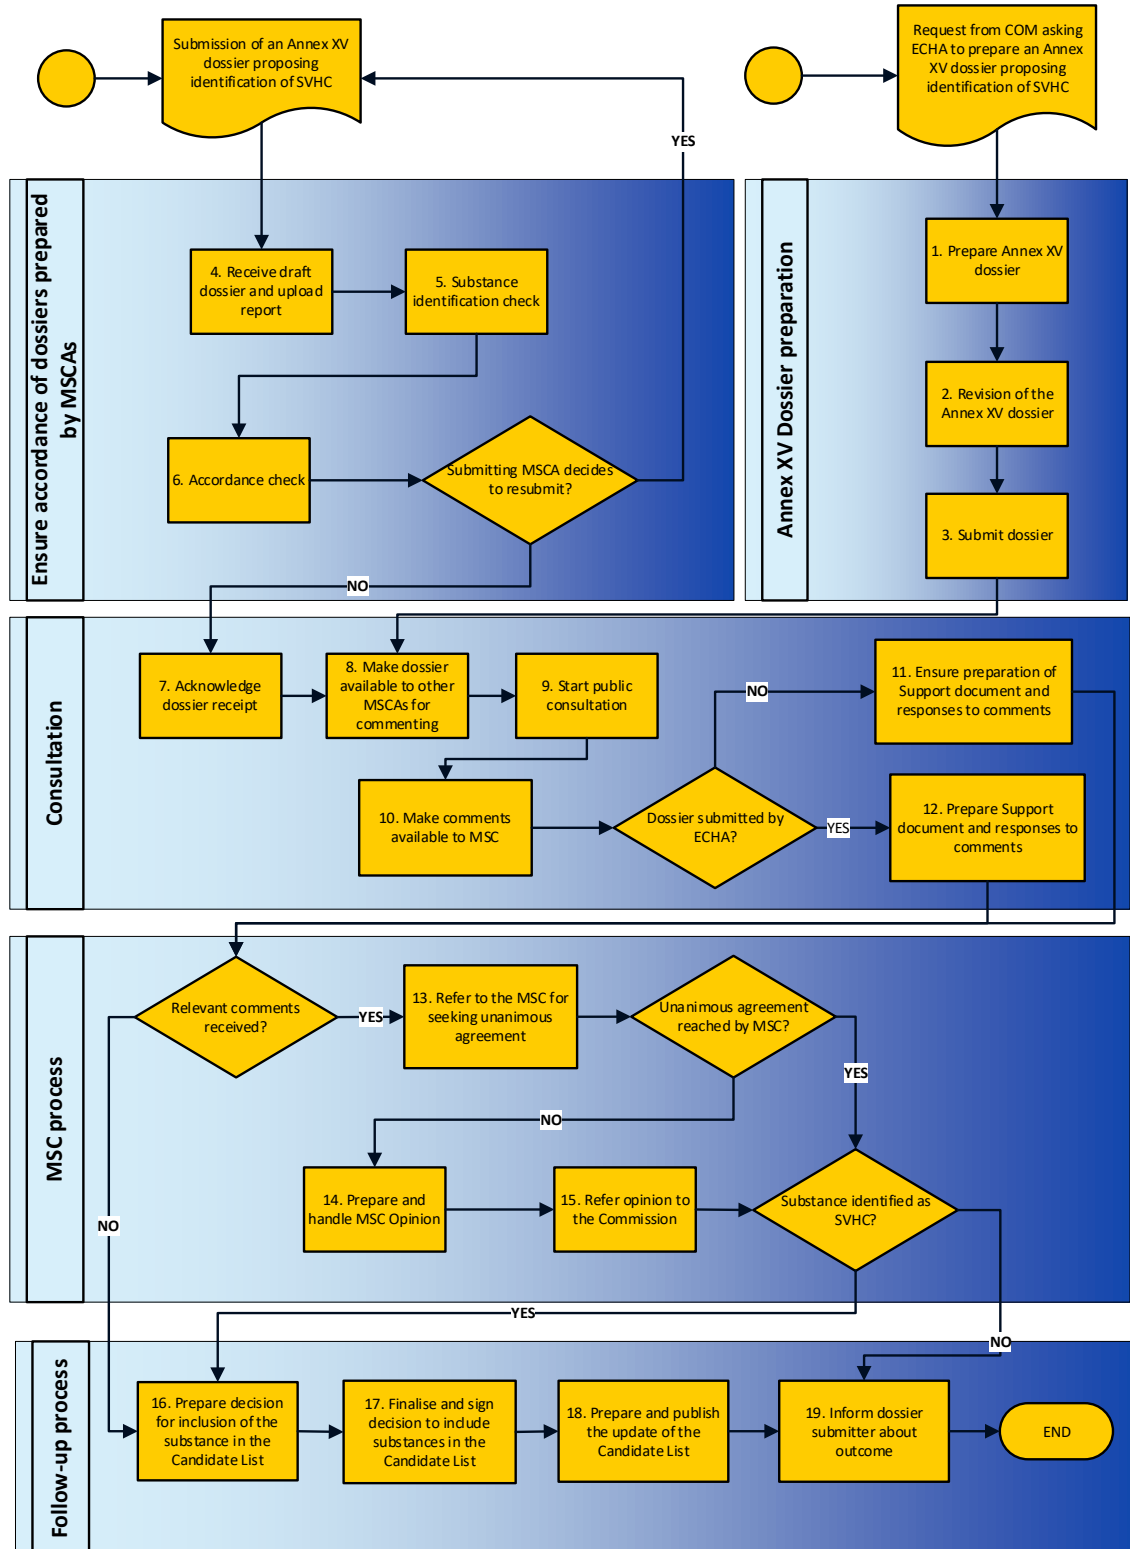 Submission of an Annex XV
dossier proposing
identification of SVHC
Request from COM asking
ECHA to prepare an Annex
XV dossier proposing
identification of SVHC
YES
Ensure accordance of dossiers prepared
by MSCAs
4. Receive draft
dossier and upload
report
5. Substance
identification check
6. Accordance check
Submitting MSCA decides
to resubmit?
NO
Annex XV Dossier preparation
1. Prepare Annex XV
dossier
2. Revision of the
Annex XV dossier
3. Submit dossier
Consultation
7. Acknowledge
dossier receipt
8. Make dossier
available to other
MSCAs for
commenting
9. Start public
consultation
NO
11. Ensure preparation of
Support document and
responses to comments
10. Make comments
available to MSC
Dossier submitted by
ECHA?
YES
12. Prepare Support
document and responses to
comments
MSC process
Relevant comments
received?
YES
13. Refer to the MSC for
seeking unanimous
agreement
Unanimous agreement
reached by MSC?
YES
NO
14. Prepare and
handle MSC Opinion
15. Refer opinion to
the Commission
Substance identified as
SVHC?
NO
YES
NO
Follow-up process
16. Prepare decision
for inclusion of the
substance in the
Candidate List
17. Finalise and sign
decision to include
substances in the
Candidate List
18. Prepare and publish
the update of the
Candidate List
19. Inform dossier
submitter about
outcome
END